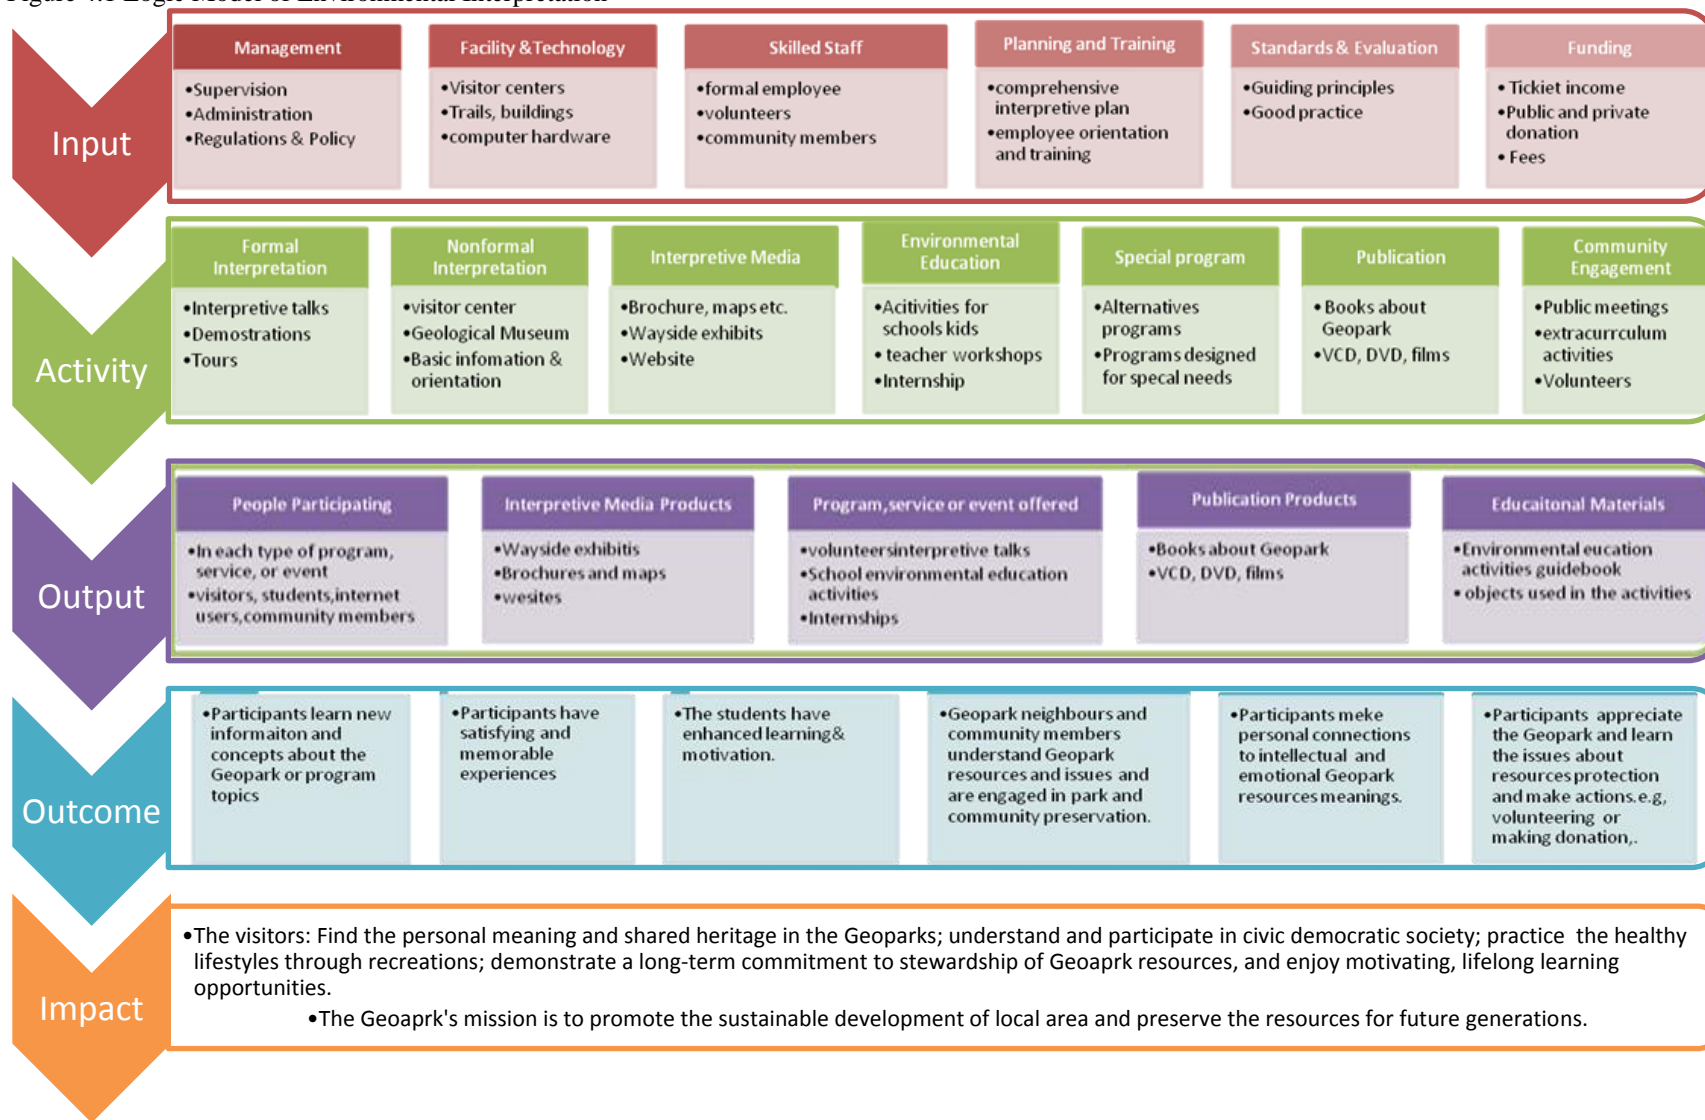 Figure 4.1 Logic Model of Environmental Interpretation
Input
Management
•Supervision
•Administration
•Regulations & Policy
Facility &Technology
•Visitor centers
•Trails, buildings
•computer hardware
Skilled Staff
•formal employee
•volunteers
•community members
Planning and Training
•comprehensive
interpretive plan
•employee orientation
and training
Standards & Evaluation
•Guiding principles
•Good practice
Funding
• Tickiet income
•Public and private
donation
• Fees
Activity
Formal
Interpretation
•Interpretive talks
•Demostrations
•Tours
Nonformal
Interpretation
•visitor center
•Geological Museum
•Basic infomation &
orientation
Interpretive Media
•Brochure, maps etc.
•Wayside exhibits
•Website
Environmental
Education
•Acitivities for
schools kids
• teacher workshops
•Internship
Special program
•Alternatives
programs
•Programs designed
for specal needs
Publication
• Books about
Geopark
•VCD, DVD, films
Community
Engagement
•Public meetings
•extracurrculum
activities
•Volunteers
Output
People Participating
•In each type of program,
service, or event
•visitors, students,internet
users,community members
Interpretive Media Products
•Wayside exhibitis
•Brochures and maps
•wesites
Program,service or event offered
•volunteersinterpretive talks
•School environmental education
activities
•Internships
Publication Products
•Books about Geopark
•VCD, DVD, films
Educaitonal Materials
•Environmental eucation
activities guidebook
• objects used in the activities
Outcome
•Participants learn new
informaiton and
concepts about the
Geopark or program
topics
•Participants have
satisfying and
memorable
experiences
•The students have
enhanced learning&
motivation.
•Geopark neighbours and
community members
understand Geopark
resources and issues and
are engaged in park and
community preservation.
•Participants meke
personal connections
to intellectual and
emotional Geopark
resources meanings.
•Participants appreciate
the Geopark and learn
the issues about
resources protection
and make actions.e.g,
volunteering or
making donation,.
Impact
•The visitors: Find the personal meaning and shared heritage in the Geoparks; understand and participate in civic democratic society; practice the healthy
lifestyles through recreations; demonstrate a long-term commitment to stewardship of Geoaprk resources, and enjoy motivating, lifelong learning
opportunities.
•The Geoaprk's mission is to promote the sustainable development of local area and preserve the resources for future generations.